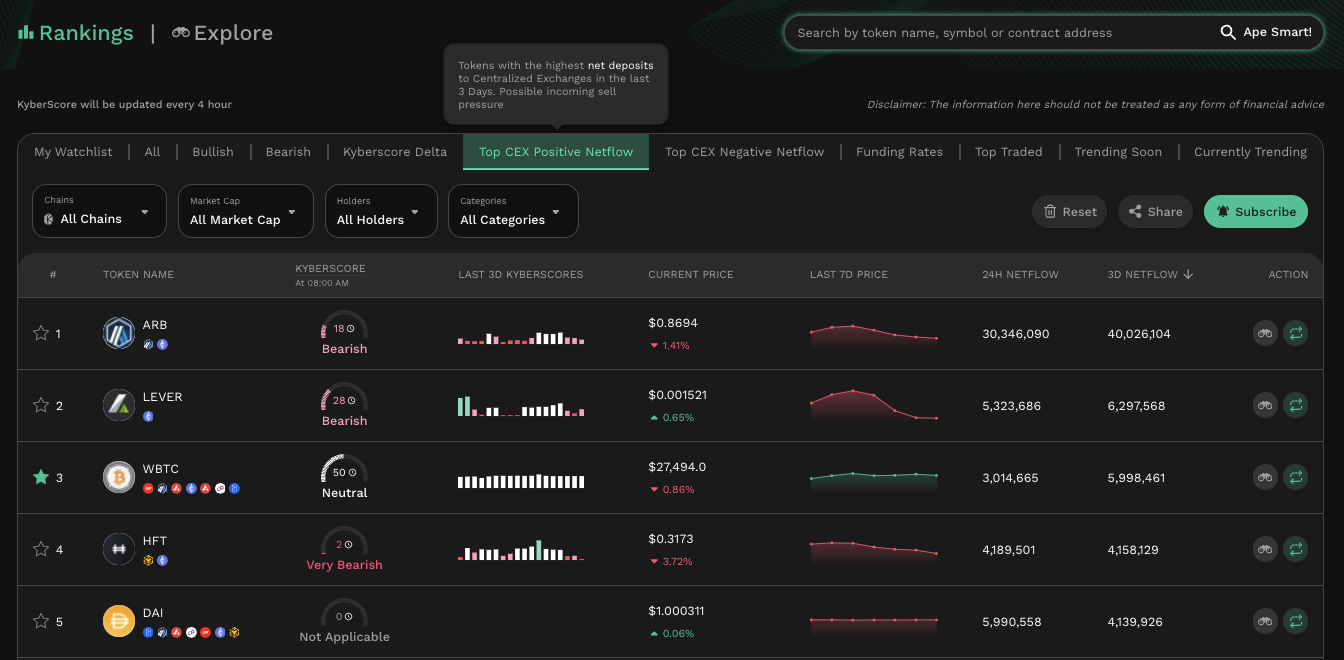 Rankings | Explore
Search by token name, symbol or contract address
Ape Smart!
Tokens with the highest net deposits
to Centralized Exchanges in the last
3 Days. Possible incoming sell
pressure
KyberScore will be updated every 4 hour
Disclaimer: The information here should not be treated as any form of financial advice
My Watchlist | All | Bullish | Bearish | Kyberscore Delta Top CEX Positive Netflow Top CEX Negative Netflow | Funding Rates | Top Traded | Trending Soon | Currently Trending
Chains
All Chains
Market Cap
All Market Cap
Holders
All Holders
Categories
All Categories
Reset
Share
Subscribe
# TOKEN NAME KYBERSCORE LAST 3D KYBERSCORES CURRENT PRICE LAST 7D PRICE 24H NETFLOW 3D NETFLOW ACTION
At 08:00 AM
1 ARB 18 Bearish $0.8694 30,346,090 40,026,104
1.41%
2 LEVER 28 Bearish $0.001521 5,323,686 6,297,568
0.65%
3 WBTC 50 Neutral $27,494.0 3,014,665 5,998,461
0.86%
4 HFT 2 Very Bearish $0.3173 4,189,501 4,158,129
3.72%
5 DAI 0 Not Applicable $1.000311 5,990,558 4,139,926
0.06%